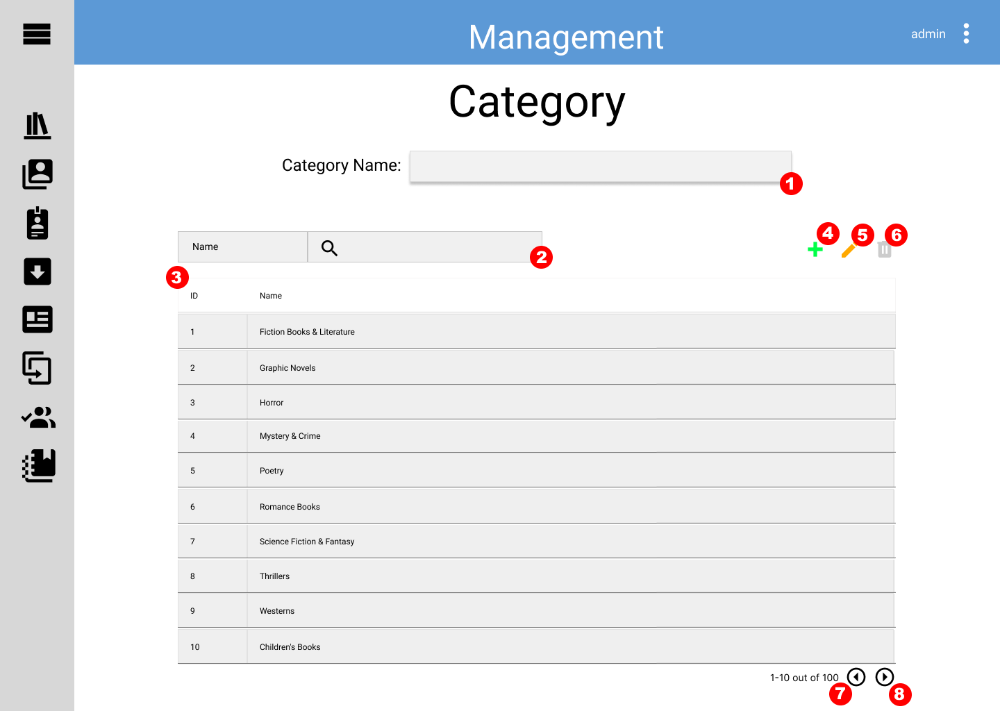 Management
admin
Category
Category Name:
1
Name
2
4
5
6
3
ID Name
1 Fiction Books & Literature
2 Graphic Novels
3 Horror
4 Mystery & Crime
5 Poetry
6 Romance Books
7 Science Fiction & Fantasy
8 Thrillers
9 Westerns
10 Children's Books
1-10 out of 100
7
8